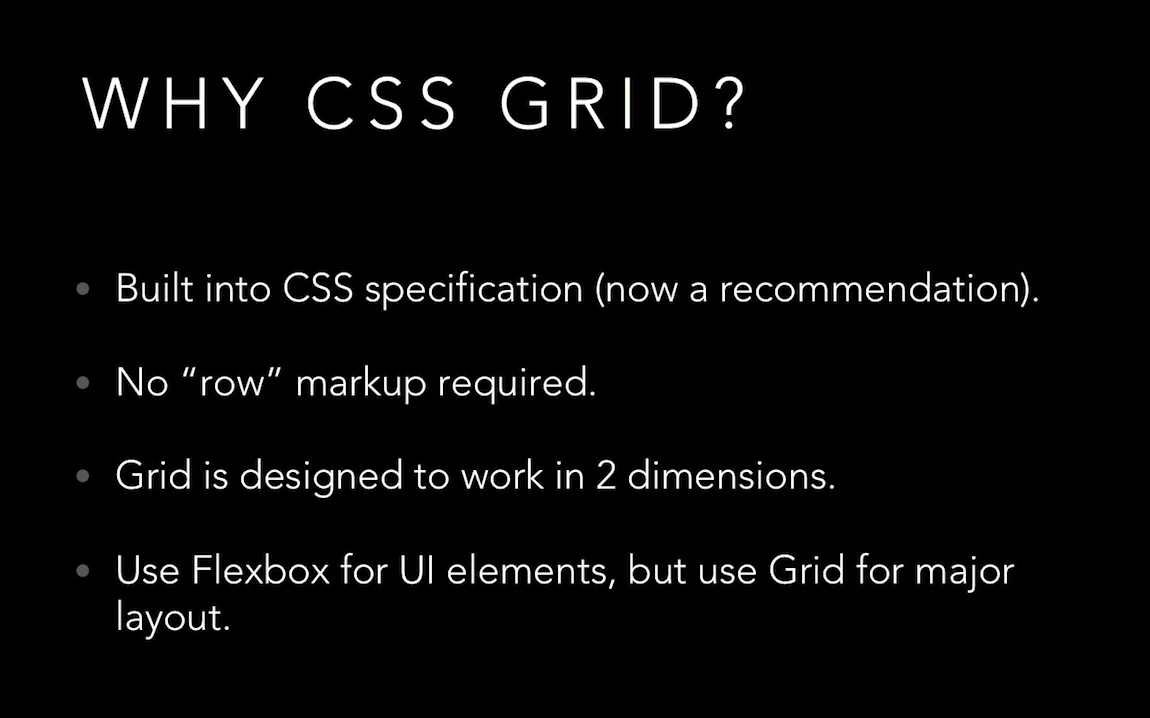 WHY CSS GRID?
• Built into CSS specification (now a recommendation).
• No “row” markup required.
• Grid is designed to work in 2 dimensions.
• Use Flexbox for UI elements, but use Grid for major
layout.